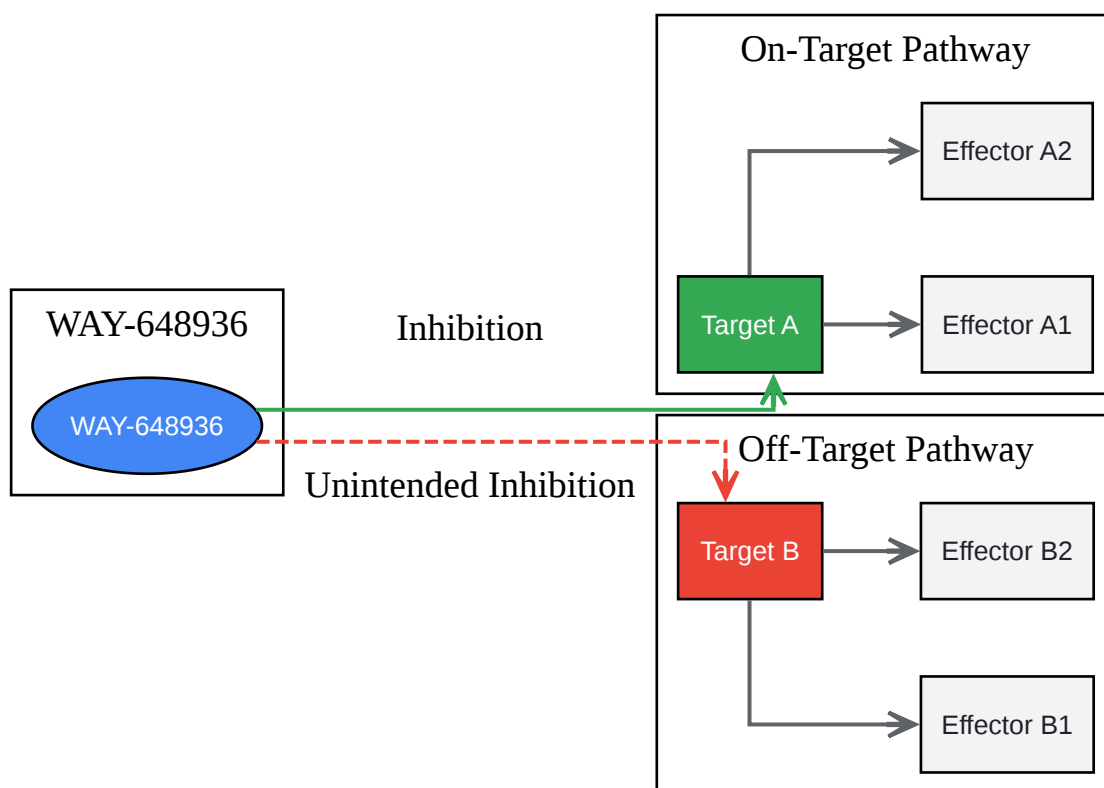 On-Target Pathway
Effector A2
Target A
Effector A1
WAY-648936
WAY-648936
Inhibition
Unintended Inhibition
Off-Target Pathway
Target B
Effector B2
Effector B1